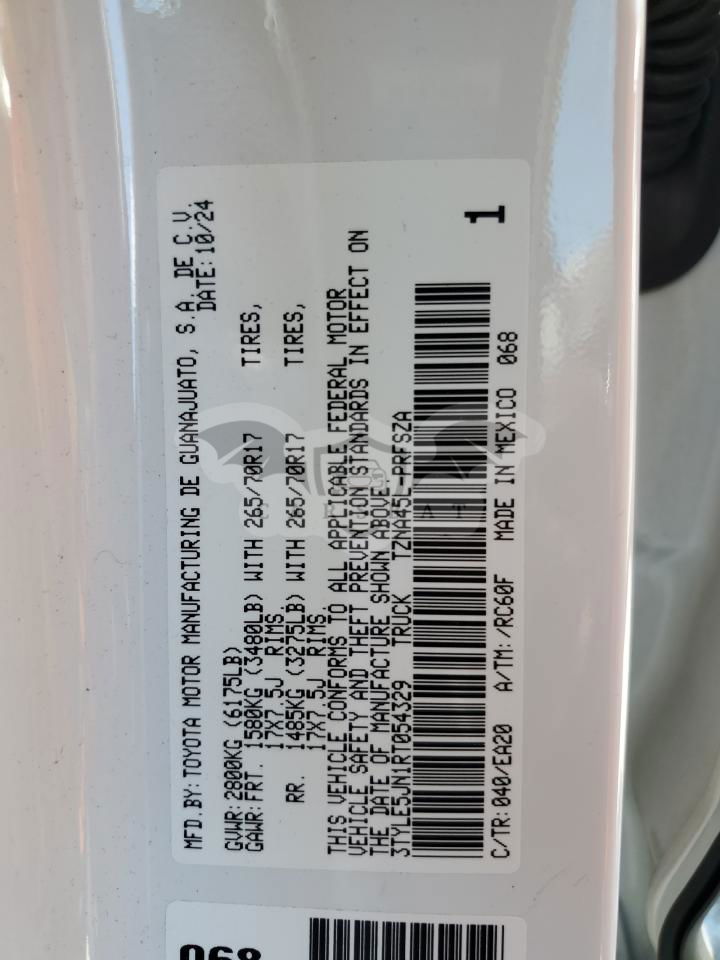 MFD.BY:TOYOTA MOTOR MANUFACTURING DE GUANAJUATO, S.A. DE C.V.
DATE:10/24
GVWR:2800KG (6175LB)
GAWR:FRT. 1580KG (3480LB) WITH 265/70R17 TIRES,
17X7.5J RIMS
RR. 1485KG (3275LB) WITH 265/70R17 TIRES,
17X7.5J RIMS
THIS VEHICLE CONFORMS TO ALL APPLICABLE FEDERAL MOTOR
VEHICLE SAFETY AND THEFT PREVENTION STANDARDS IN EFFECT ON
THE DATE OF MANUFACTURE SHOWN ABOVE.
3TYLE5JN1RT054329 TRUCK TZNA45L-PRFSZA
C/TR:040/EA20 A/TM:/RC60F MADE IN MEXICO 068
1
068